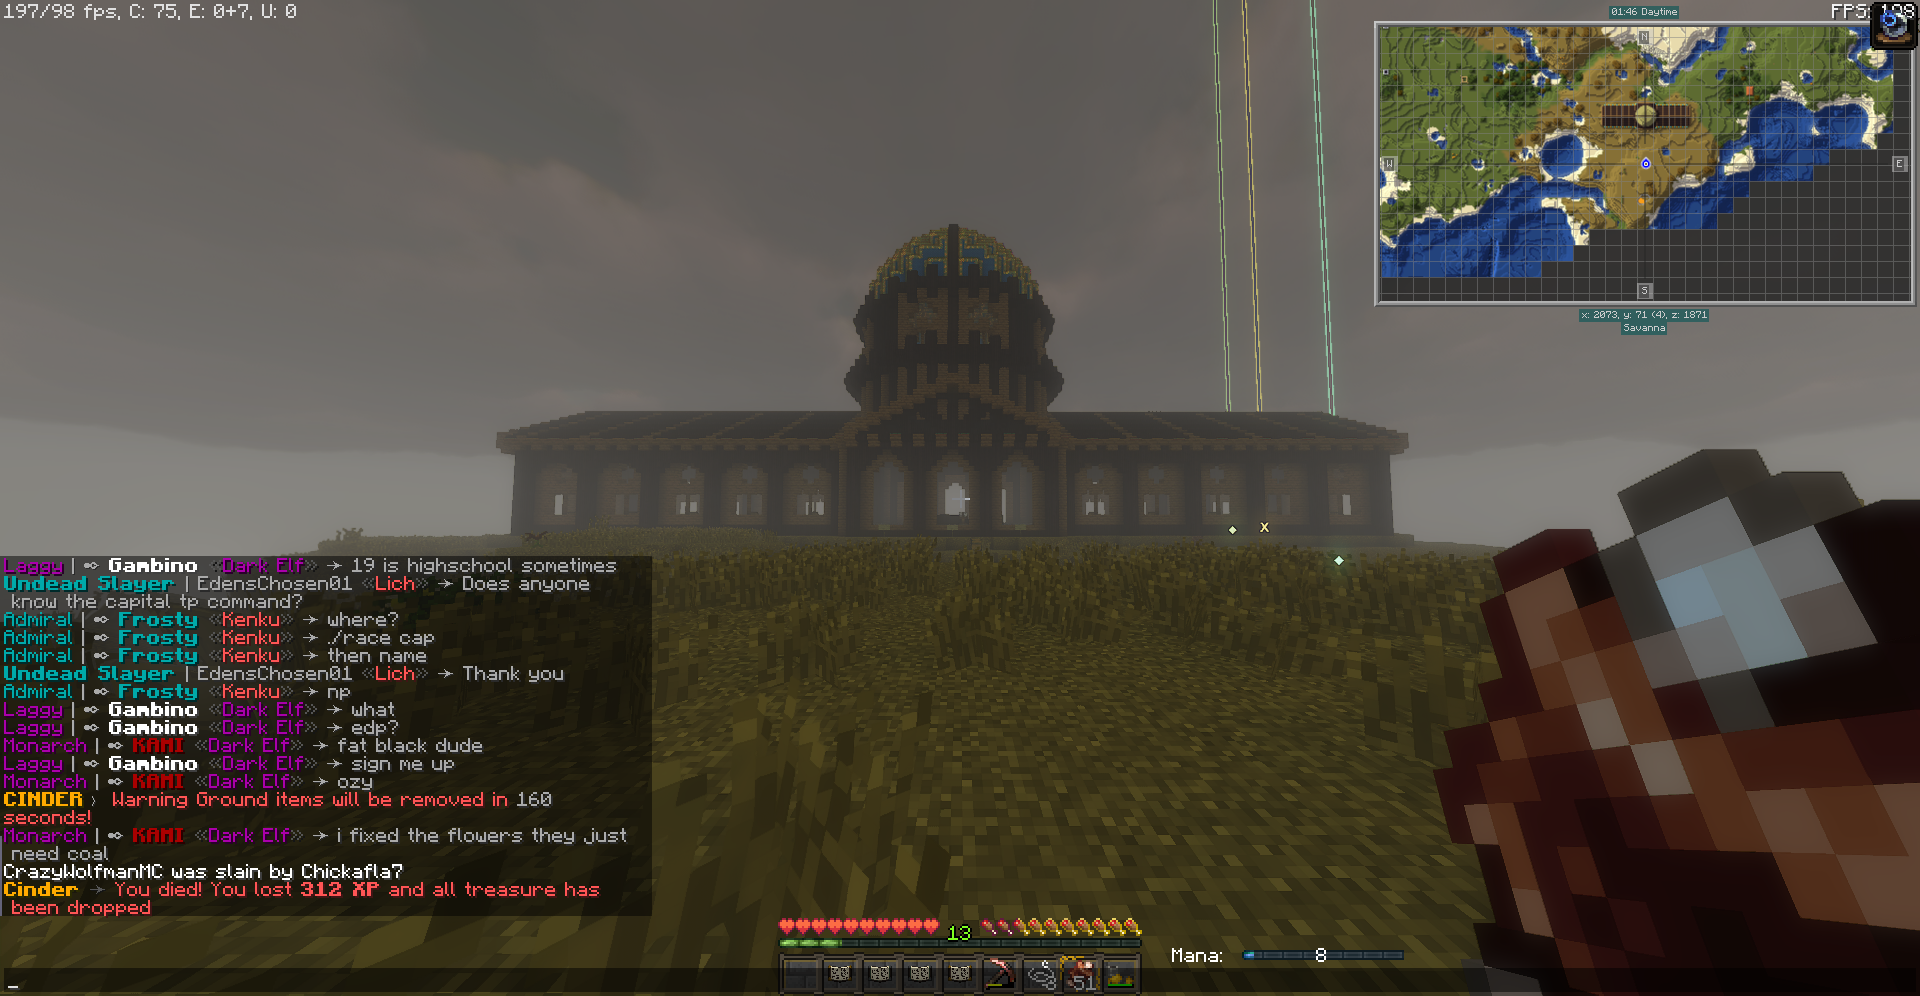 197/98 fps, C: 75, E: 0+7, U: 0
01:46 Daytime
N
W
E
S
x: 2073, y: 71 (4), z: 1871
Savanna
Laggy | Gambino «Dark Elf» → 19 is highschool sometimes
Undead Slayer | EdensChosen01 «Lich» → Does anyone
know the capital tp command?
Admiral | Frosty «Kenku» → where?
Admiral | Frosty «Kenku» → ./race cap
Admiral | Frosty «Kenku» → then name
Undead Slayer | EdensChosen01 «Lich» → Thank you
Admiral | Frosty «Kenku» → np
Laggy | Gambino «Dark Elf» → what
Laggy | Gambino «Dark Elf» → edp?
Monarch | KAMI «Dark Elf» → fat black dude
Laggy | Gambino «Dark Elf» → sign me up
Monarch | KAMI «Dark Elf» → ozy
CINDER › Warning Ground items will be removed in 160
seconds!
Monarch | KAMI «Dark Elf» → i fixed the flowers they just
need coal
CrazyWolfmanMC was slain by Chickafla7
Cinder → You died! You lost 312 XP and all treasure has
been dropped
X
13
Mana: 8
3
51
_